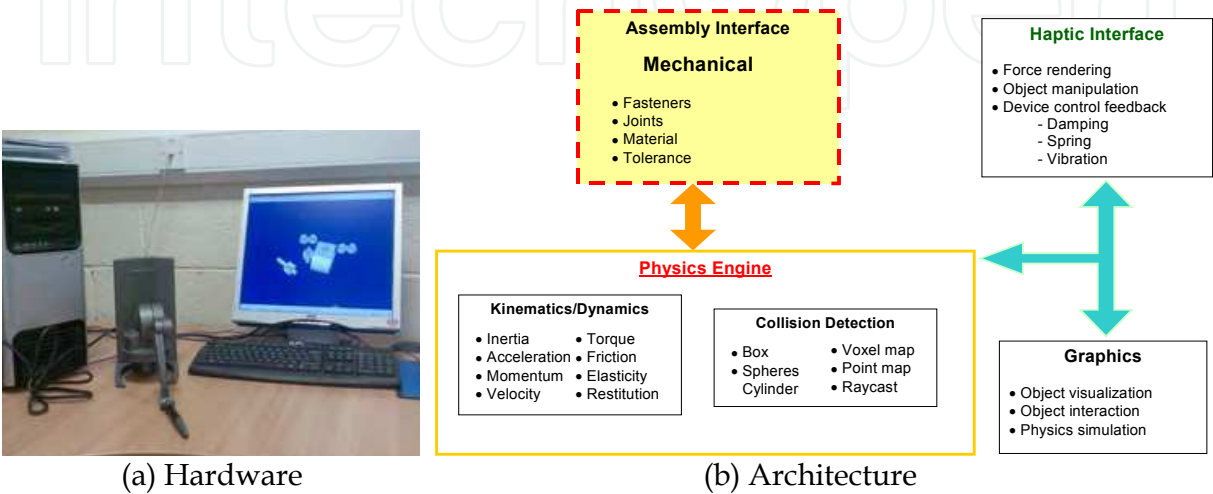 intechopen
Assembly Interface
Mechanical
• Fasteners
• Joints
• Material
• Tolerance
Haptic Interface
• Force rendering
• Object manipulation
• Device control feedback
- Damping
- Spring
- Vibration
Physics Engine
Kinematics/Dynamics
• Inertia
• Acceleration
• Momentum
• Velocity
• Torque
• Friction
• Elasticity
• Restitution
Collision Detection
• Box
• Spheres
Cylinder
• Voxel map
• Point map
• Raycast
Graphics
• Object visualization
• Object interaction
• Physics simulation
(a) Hardware
(b) Architecture